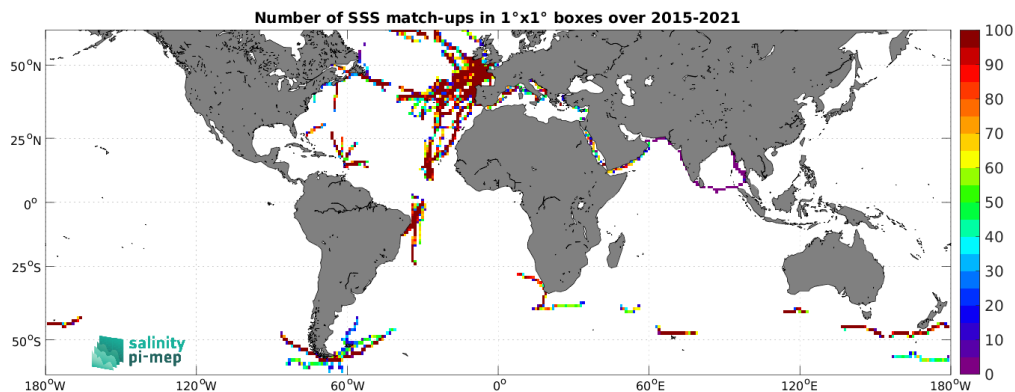 Number of SSS match-ups in 1°x1° boxes over 2015-2021
50°N
25°N
0°
25°S
50°S
180°W
120°W
60°W
0°
60°E
120°E
180°W
100
90
80
70
60
50
40
30
20
10
0
salinity
pi-mep